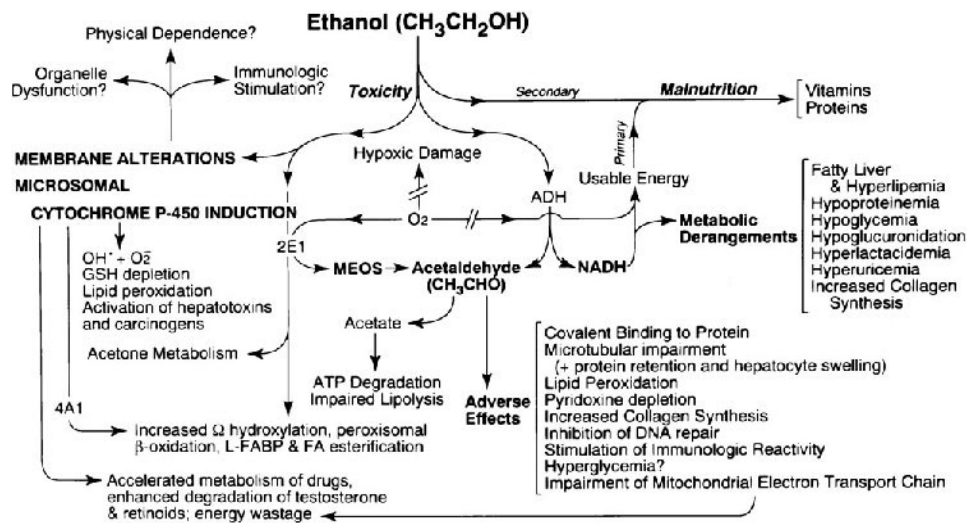 Ethanol (CH3CH2OH)
Physical Dependence?
Organelle
Dysfunction?
Immunologic
Stimulation?
Toxicity
Secondary
Malnutrition
Vitamins
Proteins
Primary
MEMBRANE ALTERATIONS
Hypoxic Damage
MICROSOMAL
CYTOCHROME P-450 INDUCTION
O2
ADH
Usable Energy
Metabolic
Derangements
Fatty Liver
& Hyperlipemia
Hypoproteinemia
Hypoglycemia
Hypoglucuronidation
Hyperlactacidemia
Hyperuricemia
Increased Collagen
Synthesis
2E1
OH· + O2̄
GSH depletion
Lipid peroxidation
Activation of hepatotoxins
and carcinogens
MEOS
Acetaldehyde
(CH3CHO)
NADH
Acetone Metabolism
Acetate
ATP Degradation
Impaired Lipolysis
Adverse
Effects
Covalent Binding to Protein
Microtubular impairment
(+ protein retention and hepatocyte swelling)
Lipid Peroxidation
Pyridoxine depletion
Increased Collagen Synthesis
Inhibition of DNA repair
Stimulation of Immunologic Reactivity
Hyperglycemia?
Impairment of Mitochondrial Electron Transport Chain
4A1
Increased Ω hydroxylation, peroxisomal
β-oxidation, L-FABP & FA esterification
Accelerated metabolism of drugs,
enhanced degradation of testosterone
& retinoids; energy wastage